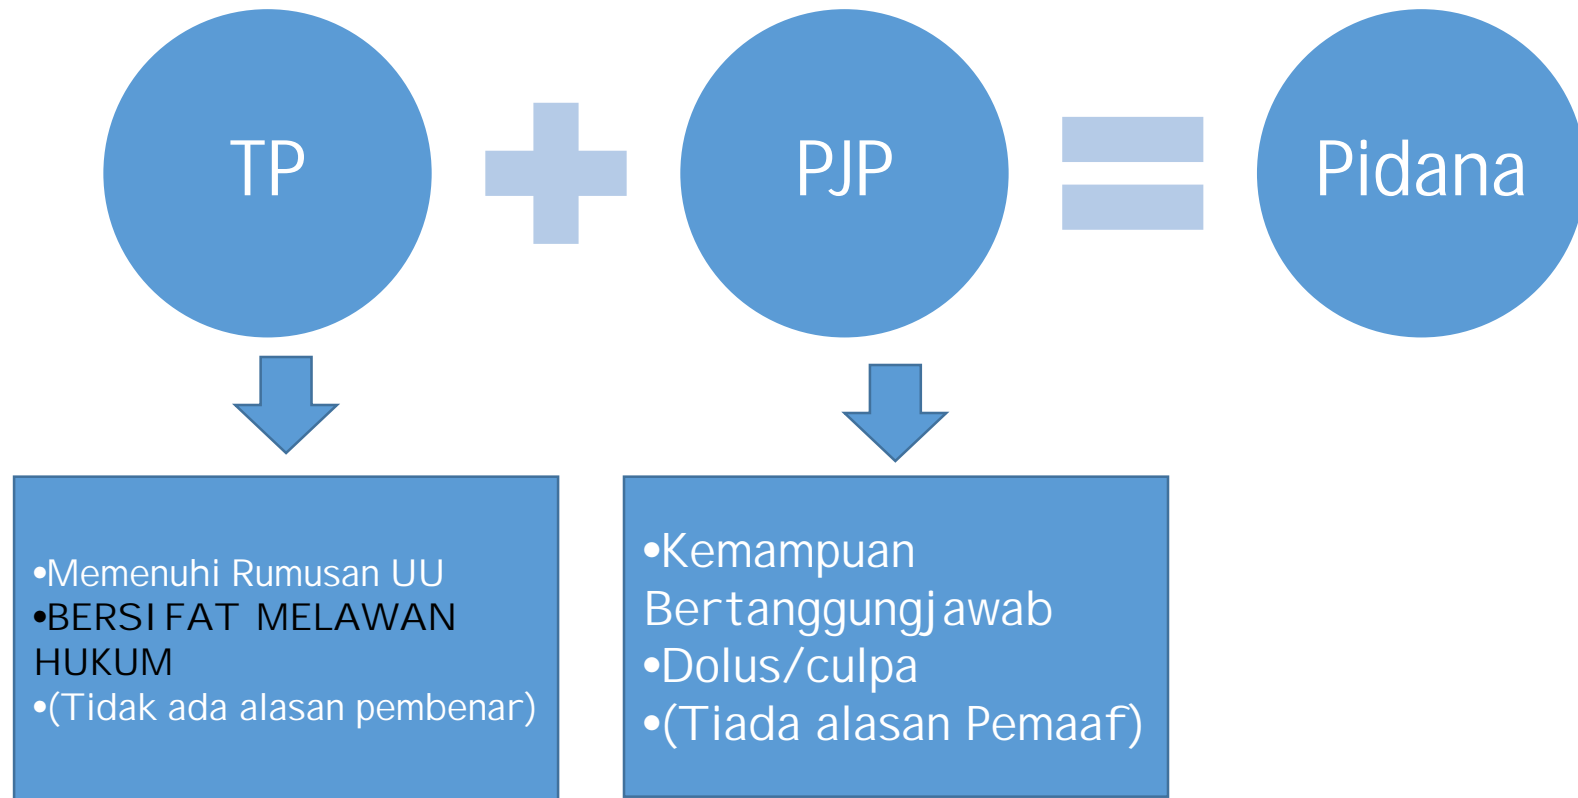 TP
PJP
Pidana
•Memenuhi Rumusan UU
•BERSIFAT MELAWAN
HUKUM
•(Tidak ada alasan pembenar)
•Kemampuan
Bertanggungjawab
•Dolus/culpa
•(Tiada alasan Pemaaf)